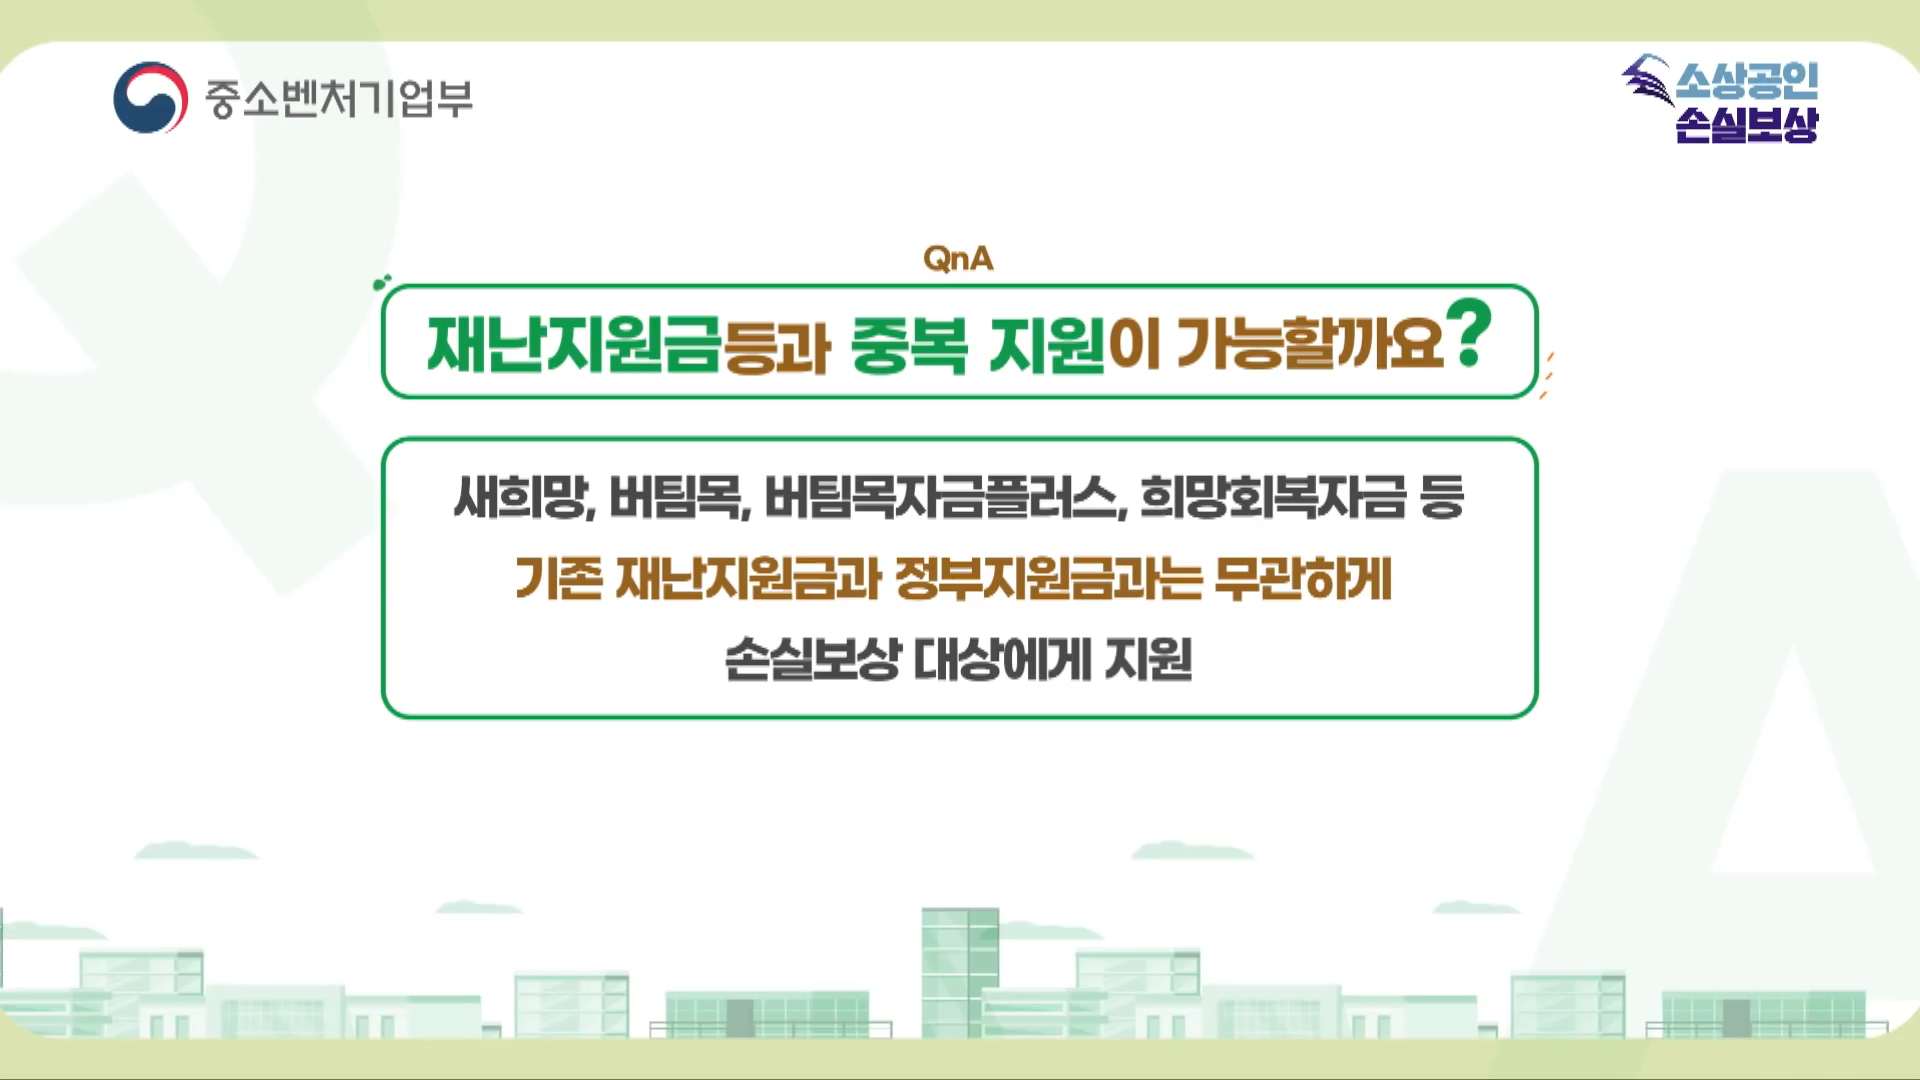 중소벤처기업부
소상공인
손실보상
QnA
재난지원금등과 중복 지원이 가능할까요?
새희망, 버팀목, 버팀목자금플러스, 희망회복자금 등
기존 재난지원금과 정부지원금과는 무관하게
손실보상 대상에게 지원
Q
A